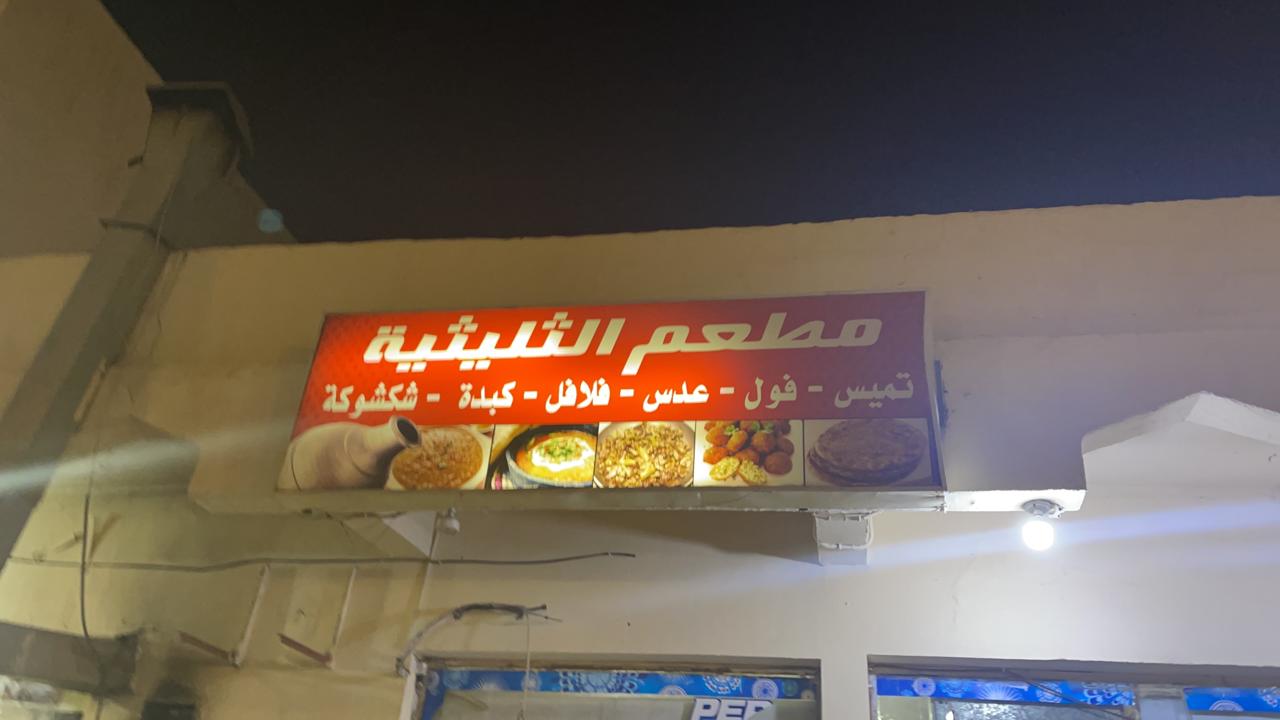 مطعم الثليثية
تميس - فول - عدس - فلافل - كبدة - شكشوكة